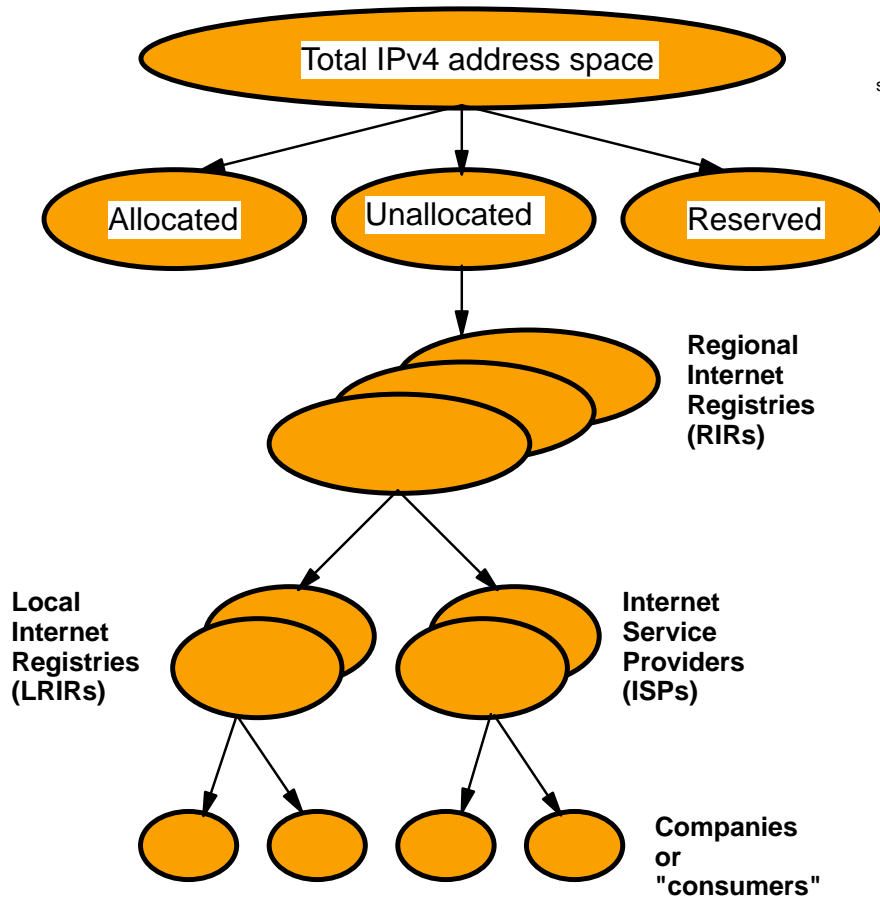 Total IPv4 address space
s
Allocated
Unallocated
Reserved
Regional
Internet
Registries
(RIRs)
Local
Internet
Registries
(LRIRs)
Internet
Service
Providers
(ISPs)
Companies
or
"consumers"